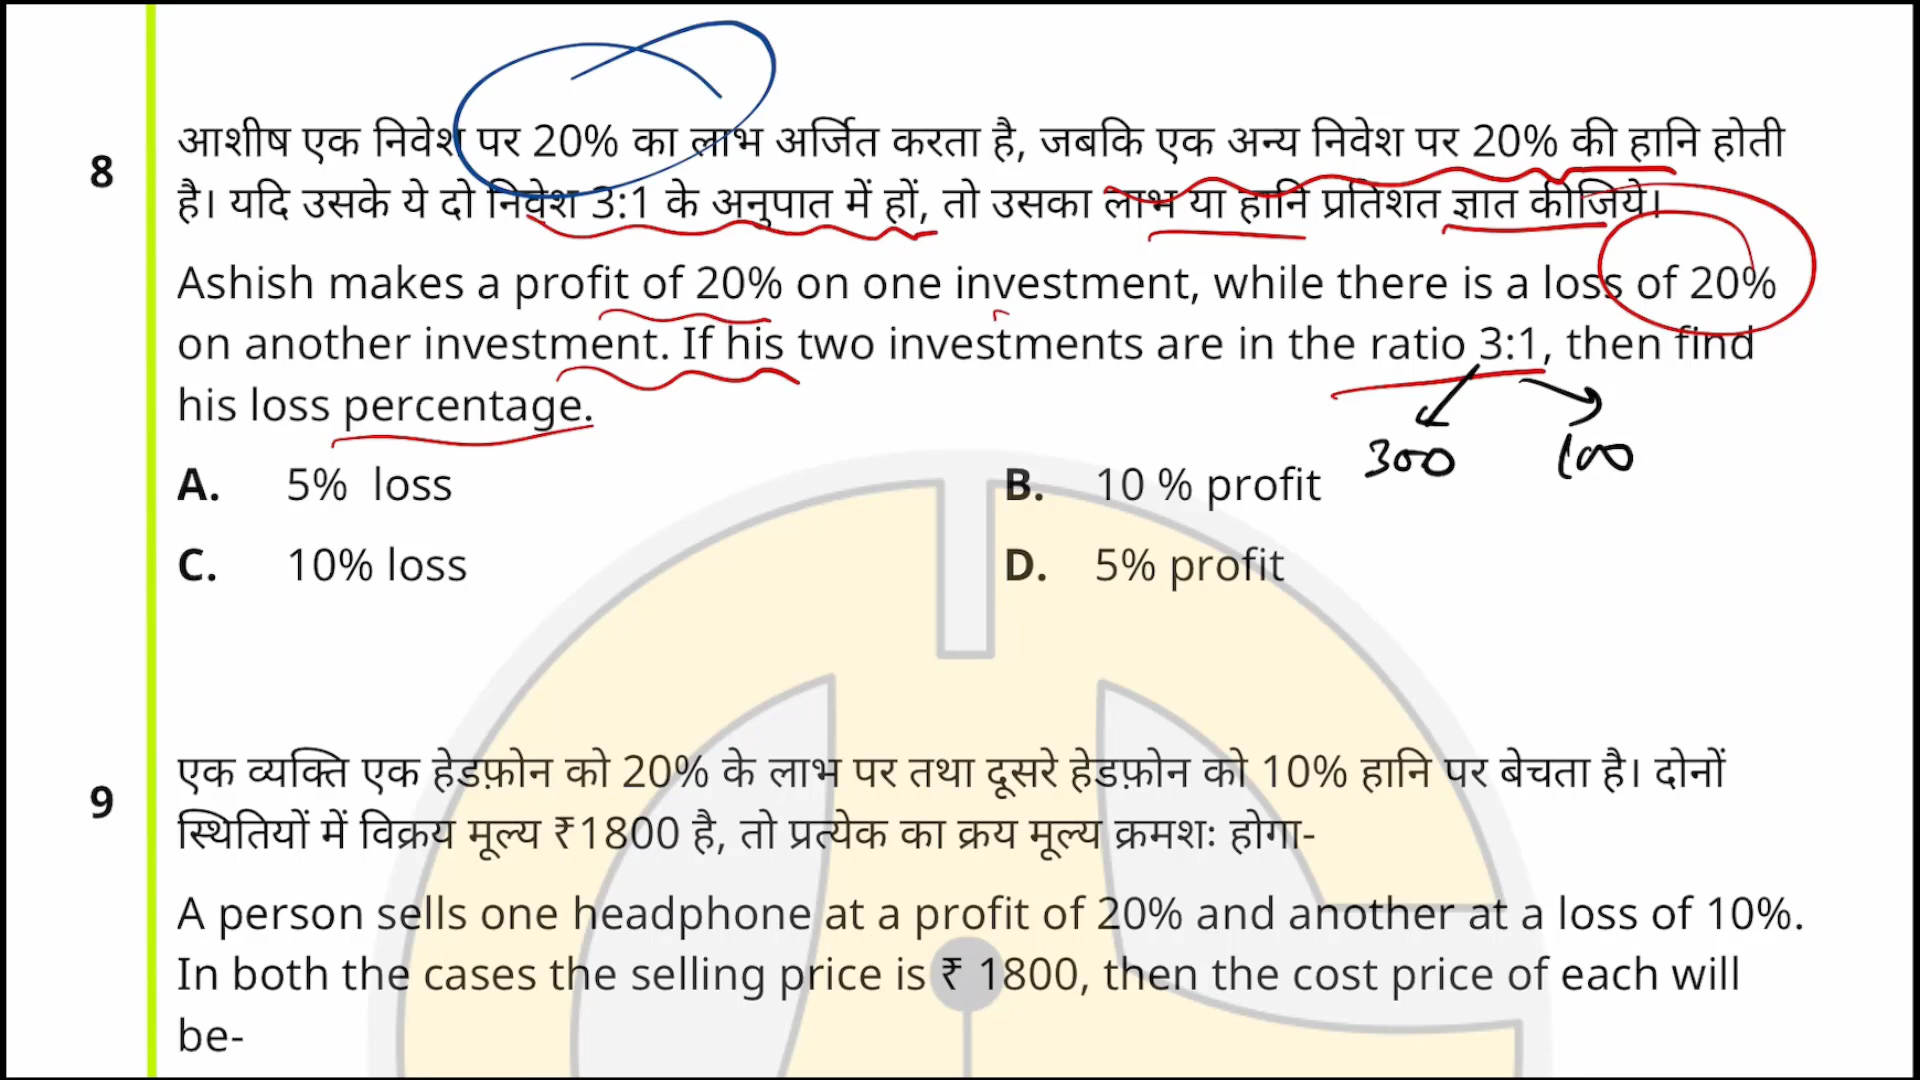 8
आशीष एक निवेश पर 20% का लाभ अर्जित करता है, जबकि एक अन्य निवेश पर 20% की हानि होती
है। यदि उसके ये दो निवेश 3:1 के अनुपात में हों, तो उसका लाभ या हानि प्रतिशत ज्ञात कीजिये।
Ashish makes a profit of 20% on one investment, while there is a loss of 20%
on another investment. If his two investments are in the ratio 3:1, then find
his loss percentage.
300 100
A. 5% loss B. 10 % profit
C. 10% loss D. 5% profit
9
एक व्यक्ति एक हेडफ़ोन को 20% के लाभ पर तथा दूसरे हेडफ़ोन को 10% हानि पर बेचता है। दोनों
स्थितियों में विक्रय मूल्य ₹1800 है, तो प्रत्येक का क्रय मूल्य क्रमशः होगा-
A person sells one headphone at a profit of 20% and another at a loss of 10%.
In both the cases the selling price is ₹ 1800, then the cost price of each will
be-